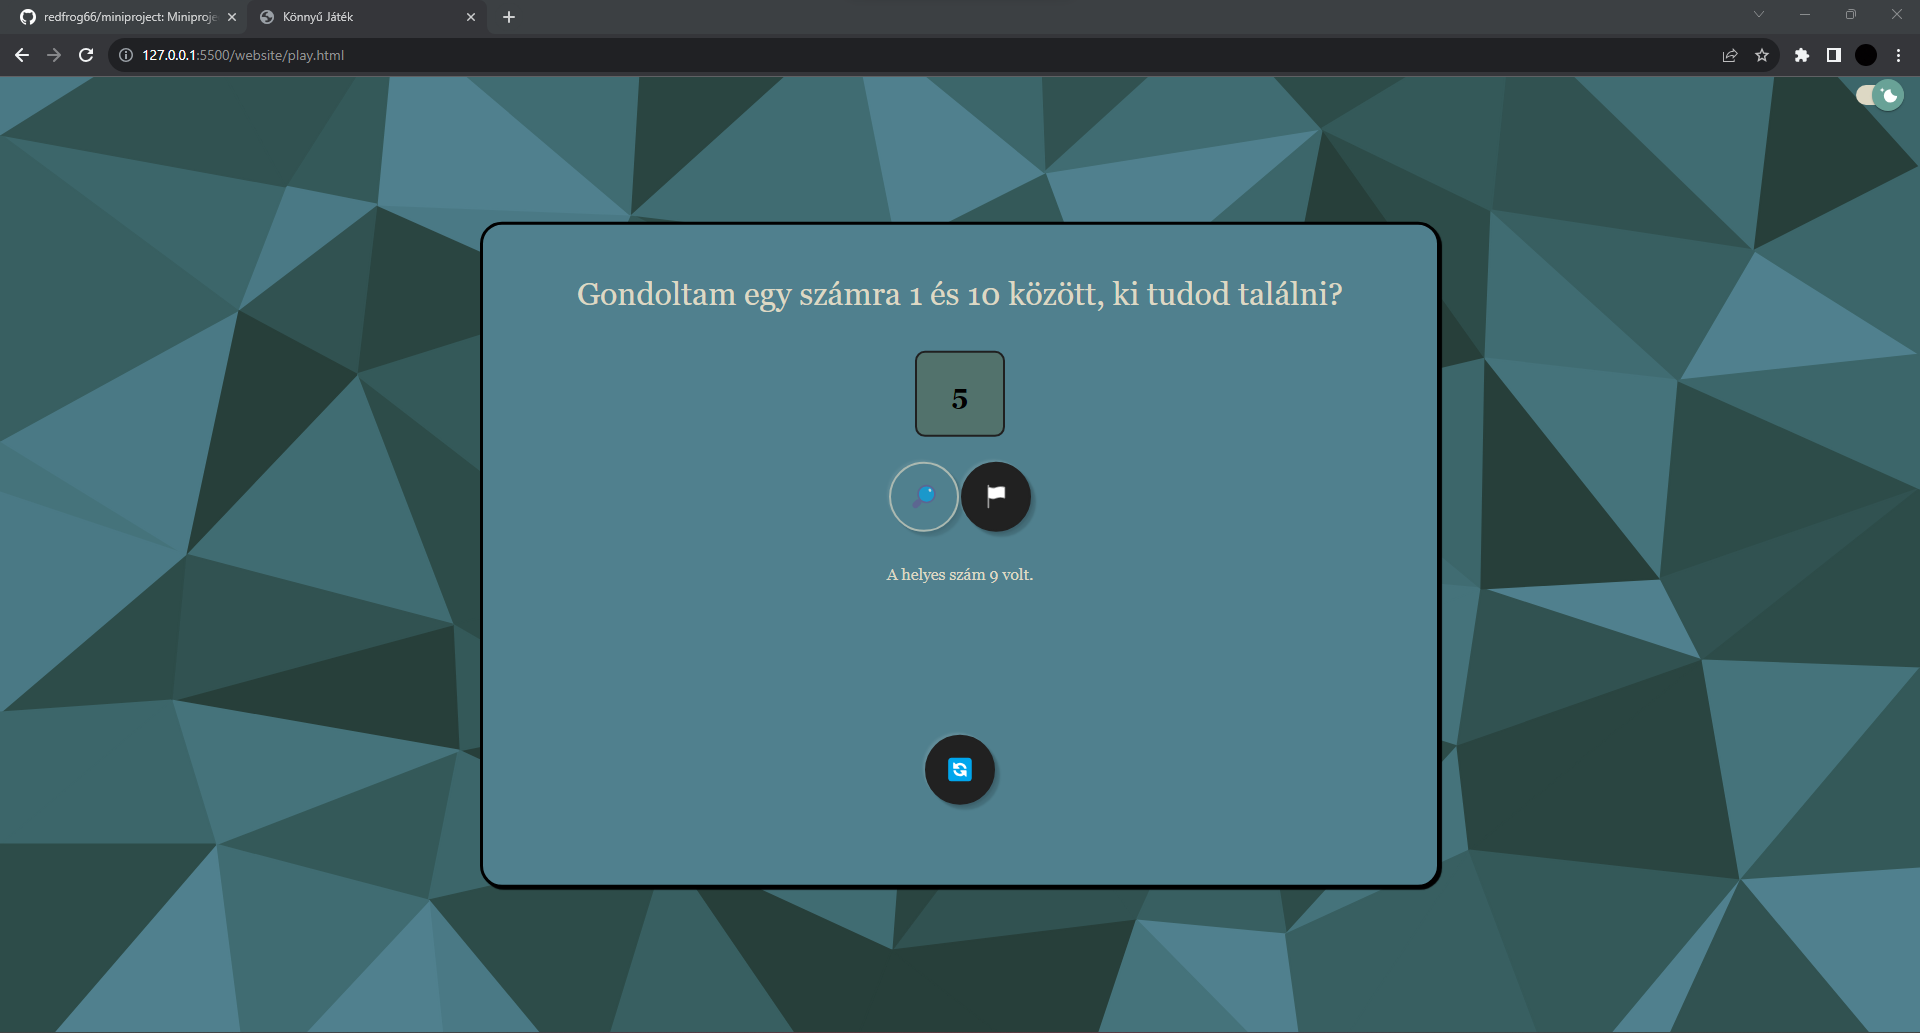 redfrog66/miniproject: Miniproje
Könnyű Játék
127.0.0.1:5500/website/play.html
Gondoltam egy számra 1 és 10 között, ki tudod találni?
5
A helyes szám 9 volt.